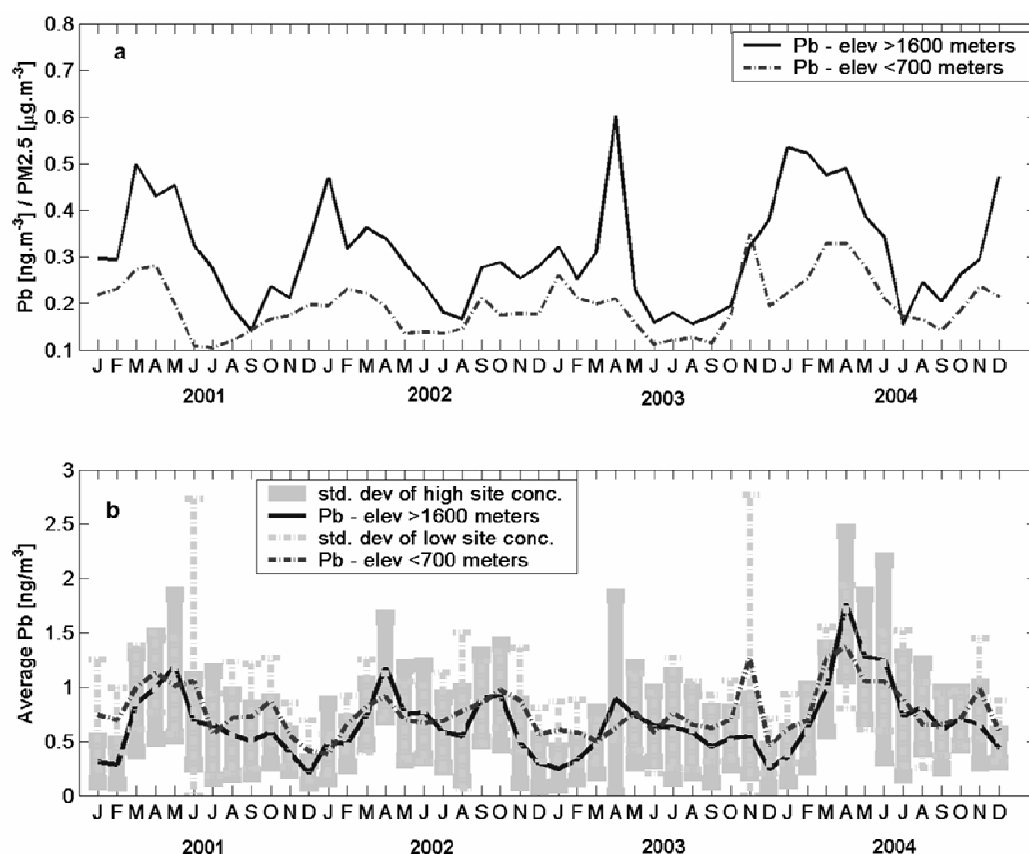 0.8
a
Pb - elev >1600 meters
Pb - elev <700 meters
0.7
0.6
0.5
0.4
0.3
0.2
0.1
Pb [ng.m-3] / PM2.5 [µg.m-3]
J F M A M J J A S O N D J F M A M J J A S O N D J F M A M J J A S O N D J F M A M J J A S O N D
2001 2002 2003 2004
3
b
std. dev of high site conc.
Pb - elev >1600 meters
std. dev of low site conc.
Pb - elev <700 meters
2.5
2
1.5
1
0.5
0
Average Pb [ng/m3]
J F M A M J J A S O N D J F M A M J J A S O N D J F M A M J J A S O N D J F M A M J J A S O N D
2001 2002 2003 2004